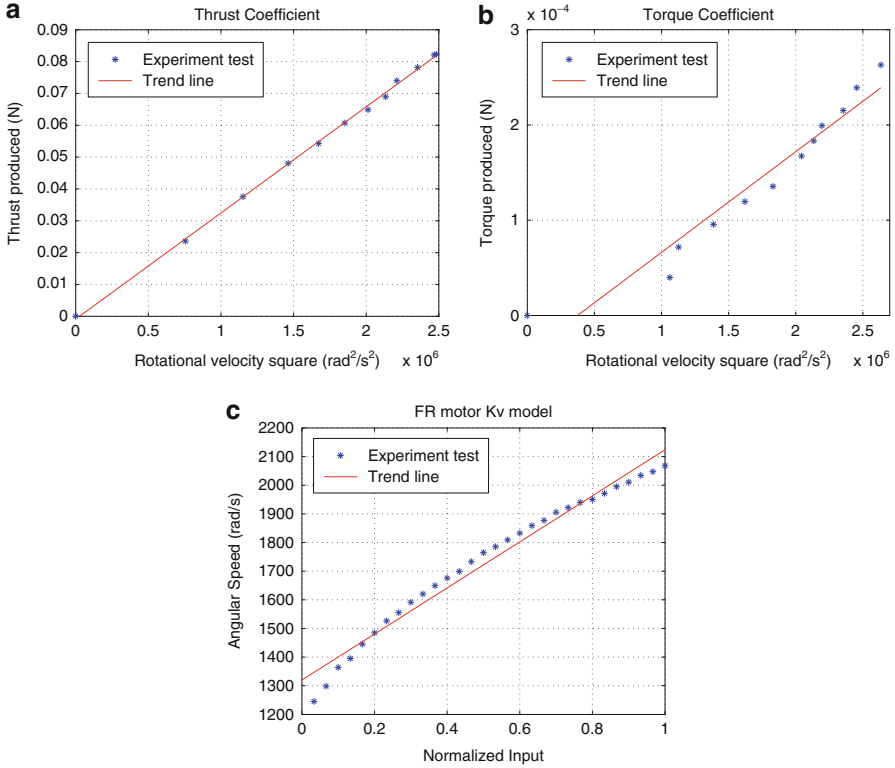 a
Thrust Coefficient
0.09
0.08
0.07
0.06
0.05
0.04
0.03
0.02
0.01
0
Thrust produced (N)
Experiment test
Trend line
0 0.5 1 1.5 2 2.5
Rotational velocity square (rad²/s²) x 10⁶
b
x 10⁻⁴ Torque Coefficient
3
2
1
0
Torque produced (N)
Experiment test
Trend line
0 0.5 1 1.5 2 2.5
Rotational velocity square (rad²/s²) x 10⁶
c
FR motor Kv model
2200
2100
2000
1900
1800
1700
1600
1500
1400
1300
1200
Angular Speed (rad/s)
Experiment test
Trend line
0 0.2 0.4 0.6 0.8 1
Normalized Input